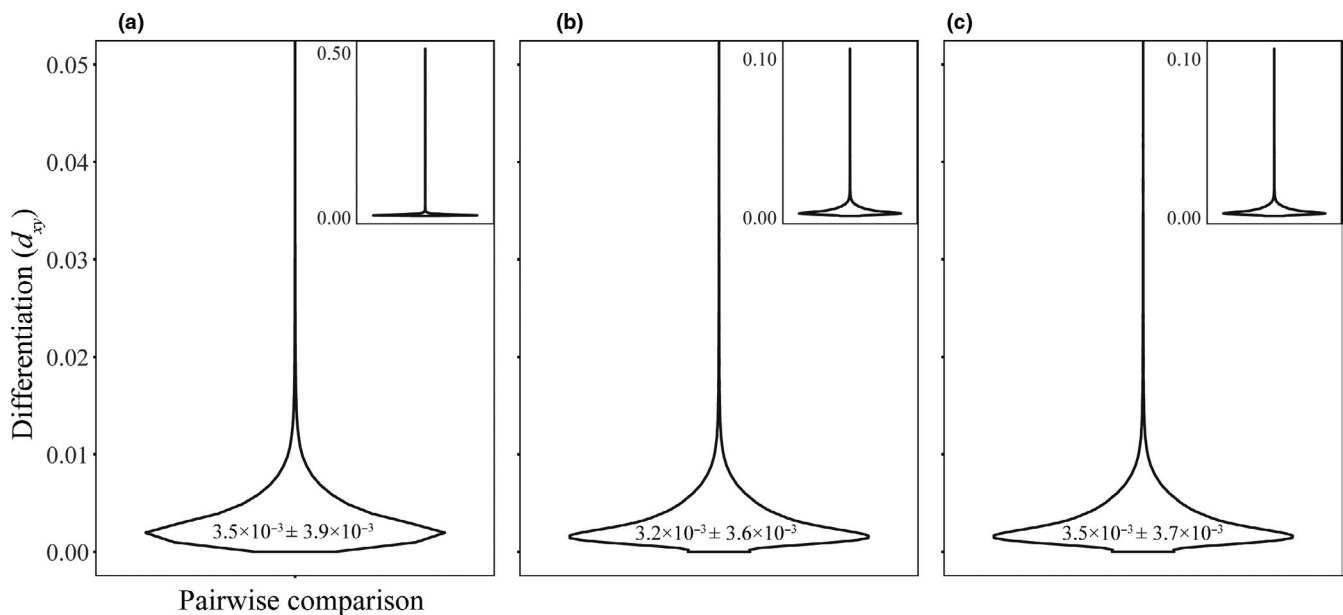 (a)
(b)
(c)
Differentiation (dxy)
0.05
0.04
0.03
0.02
0.01
0.00
0.50
0.00
0.10
0.00
0.10
0.00
3.5×10⁻³ ± 3.9×10⁻³
3.2×10⁻³ ± 3.6×10⁻³
3.5×10⁻³ ± 3.7×10⁻³
Pairwise comparison